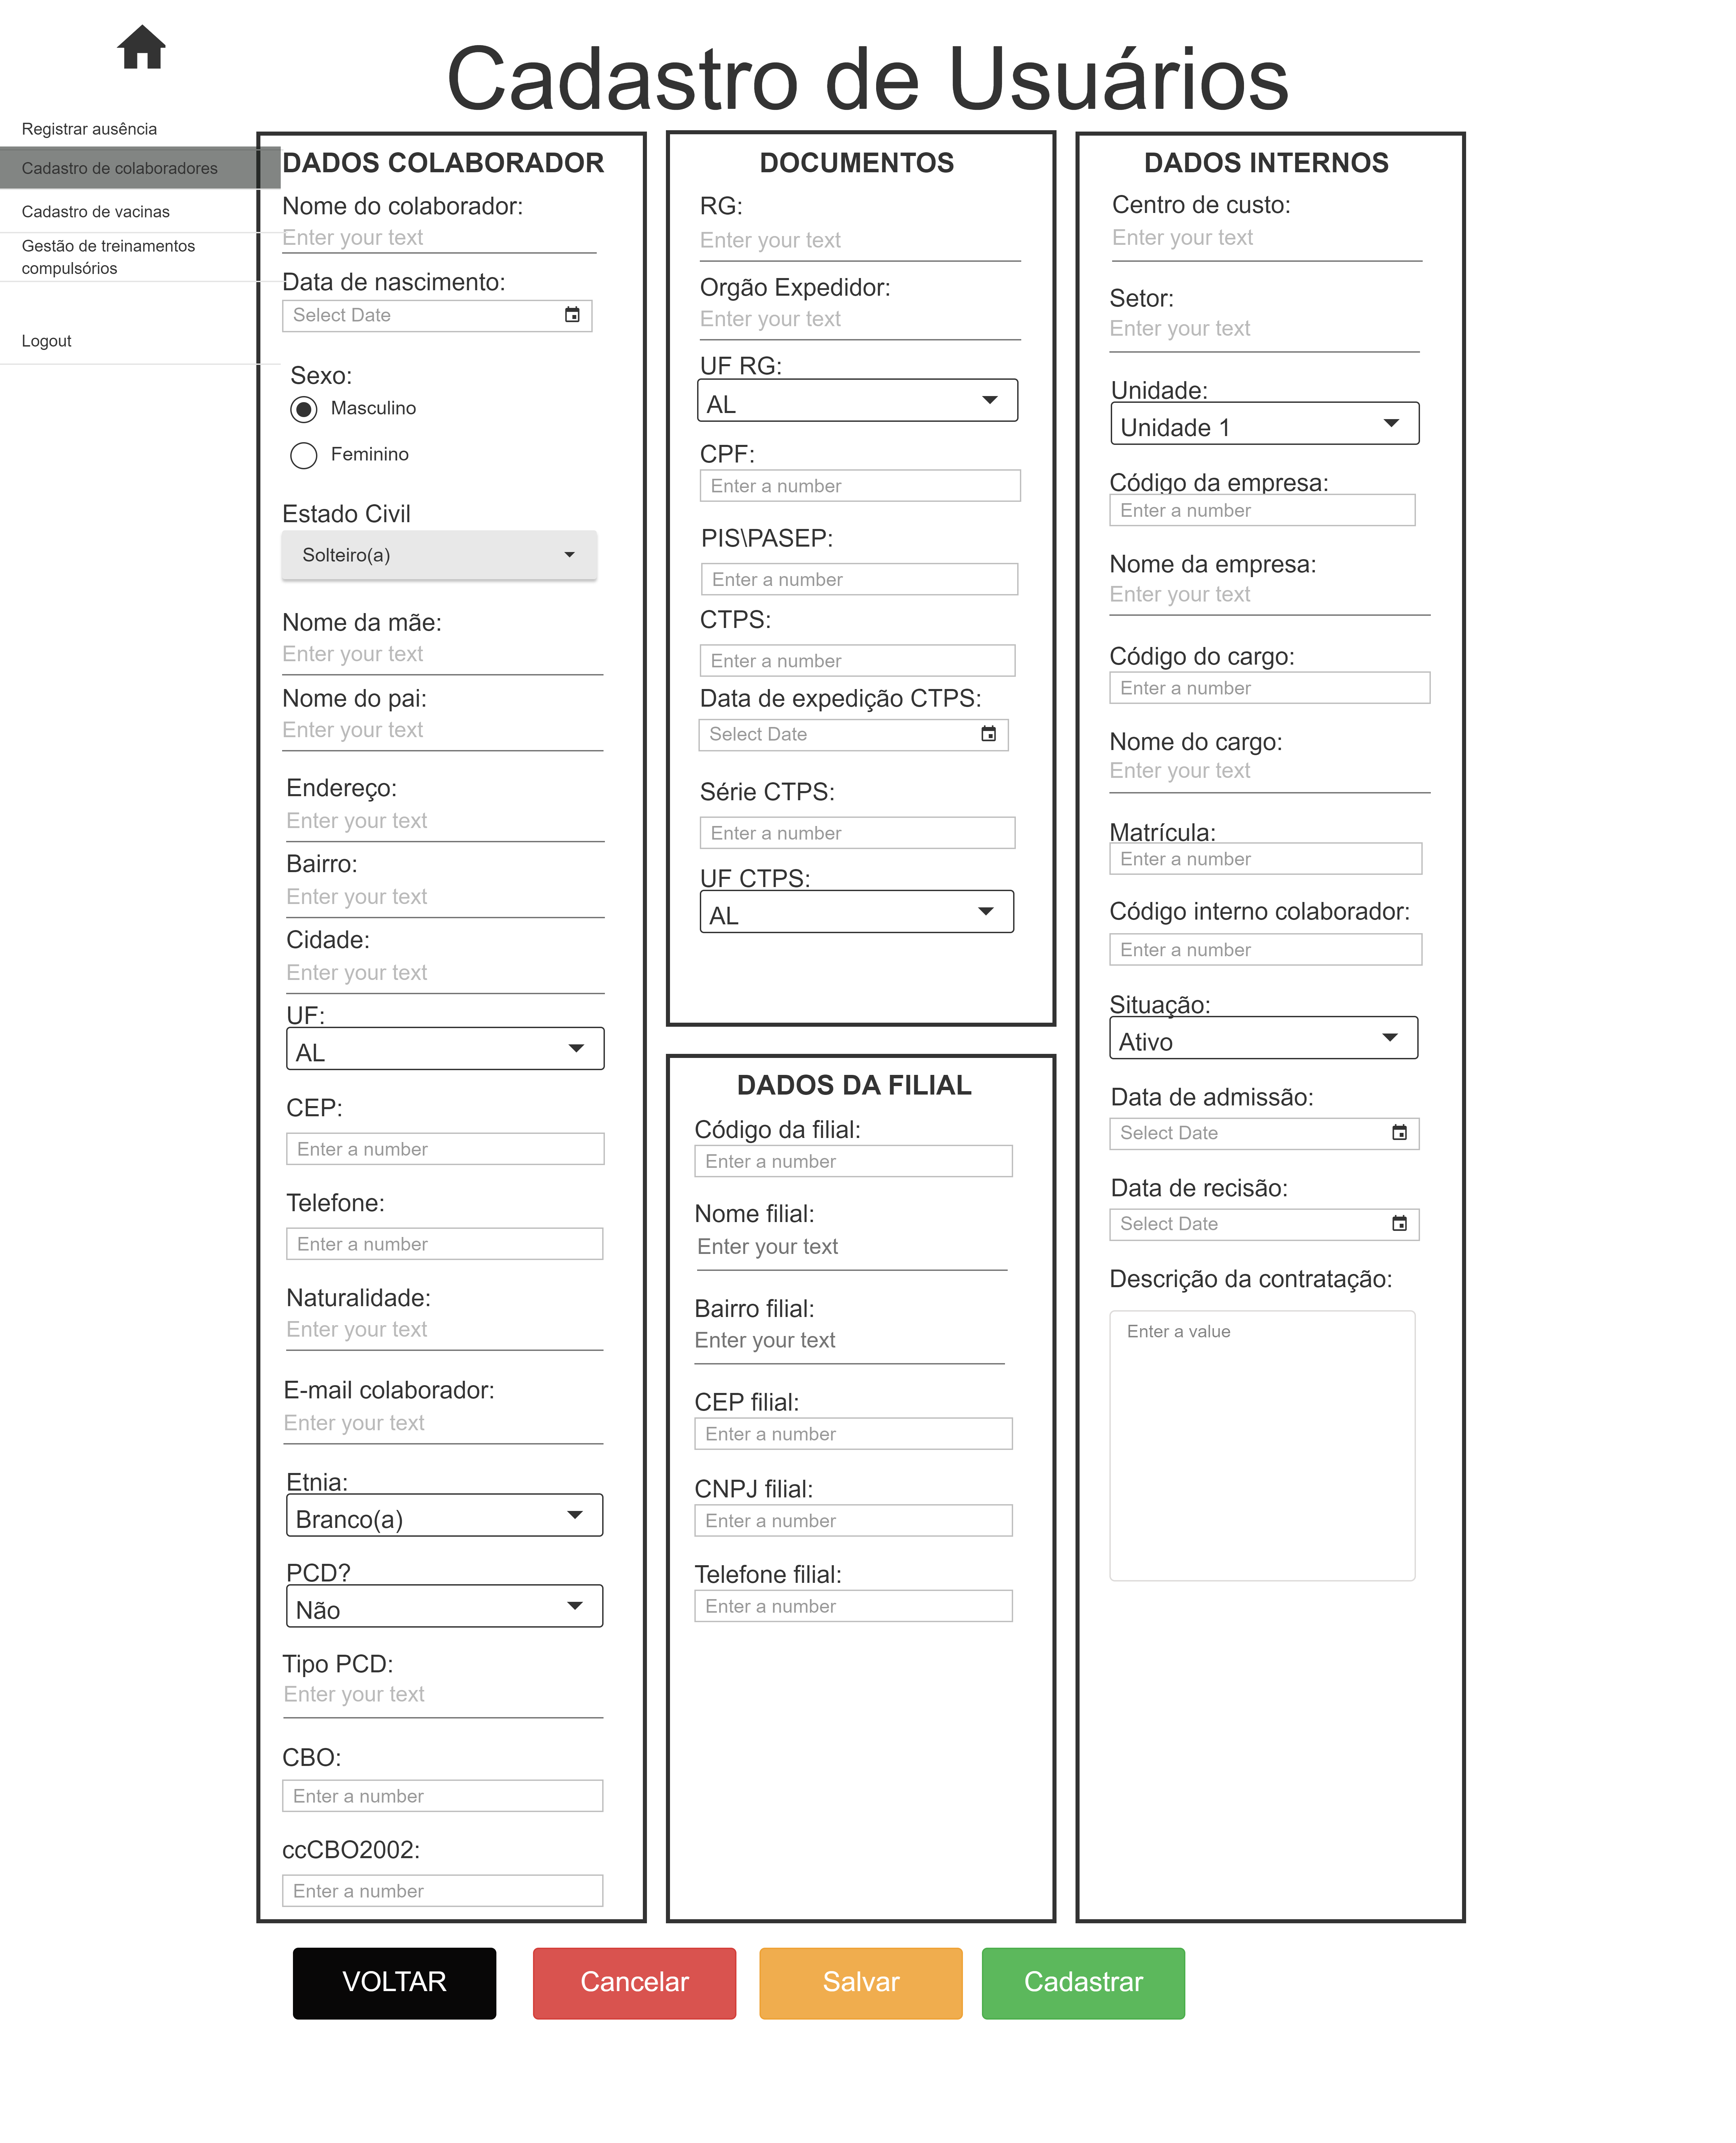 Cadastro de Usuários
Registrar ausência
Cadastro de colaboradores
Cadastro de vacinas
Gestão de treinamentos
compulsórios
Logout
DADOS COLABORADOR
Nome do colaborador:
Enter your text
Data de nascimento:
Select Date
Sexo:
Masculino
Feminino
Estado Civil
Solteiro(a)
Nome da mãe:
Enter your text
Nome do pai:
Enter your text
Endereço:
Enter your text
Bairro:
Enter your text
Cidade:
Enter your text
UF:
AL
CEP:
Enter a number
Telefone:
Enter a number
Naturalidade:
Enter your text
E-mail colaborador:
Enter your text
Etnia:
Branco(a)
PCD?
Não
Tipo PCD:
Enter your text
CBO:
Enter a number
ccCBO2002:
Enter a number
DOCUMENTOS
RG:
Enter your text
Orgão Expedidor:
Enter your text
UF RG:
AL
CPF:
Enter a number
PIS\PASEP:
Enter a number
CTPS:
Enter a number
Data de expedição CTPS:
Select Date
Série CTPS:
Enter a number
UF CTPS:
AL
DADOS DA FILIAL
Código da filial:
Enter a number
Nome filial:
Enter your text
Bairro filial:
Enter your text
CEP filial:
Enter a number
CNPJ filial:
Enter a number
Telefone filial:
Enter a number
DADOS INTERNOS
Centro de custo:
Enter your text
Setor:
Enter your text
Unidade:
Unidade 1
Código da empresa:
Enter a number
Nome da empresa:
Enter your text
Código do cargo:
Enter a number
Nome do cargo:
Enter your text
Matrícula:
Enter a number
Código interno colaborador:
Enter a number
Situação:
Ativo
Data de admissão:
Select Date
Data de recisão:
Select Date
Descrição da contratação:
Enter a value
VOLTAR
Cancelar
Salvar
Cadastrar